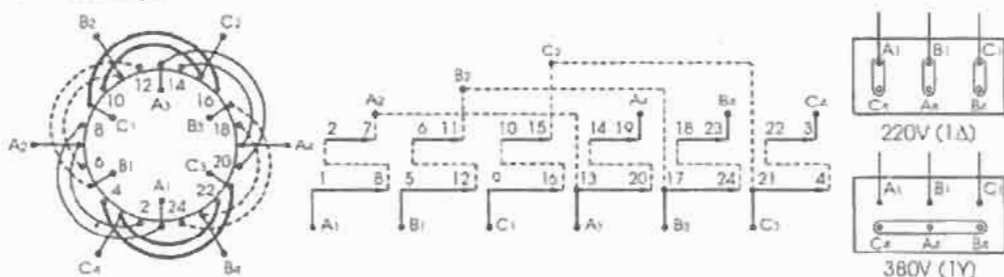 B2 C2
12 14
10 16
A3
C1 B3
8 18
A2 A4
6 20
B1 C3
4 22
A1
2 24
C4 B4
C2
B2
A2 A4 B4 C4
2 7 6 11 10 15 14 19 18 23 22 3
1 8 5 12 9 16 13 20 17 24 21 4
A1 B1 C1 A3 B3 C3
A1 B1 C1
C4 A4 B4
220V (1Δ)
A1 B1 C1
C4 A4 B4
380V (1Y)